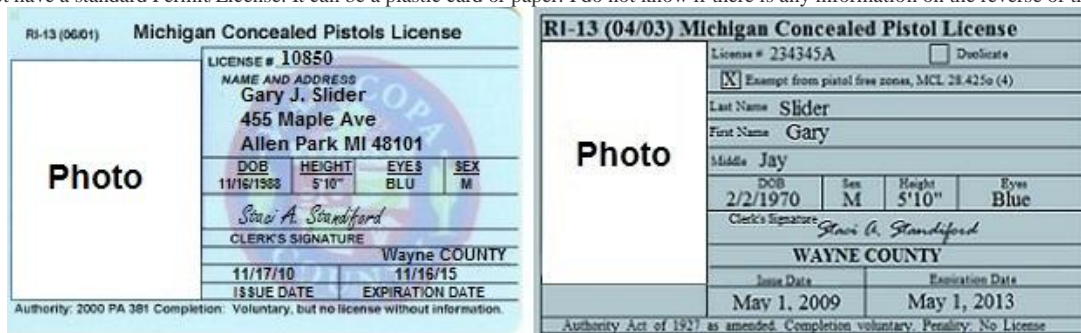 t have a standard Permit/License. It can be a plastic card or paper. I do not know if there is any information on the reverse of th
RI-13 (06/01) Michigan Concealed Pistols License
LICENSE # 10850
NAME AND ADDRESS
Gary J. Slider
455 Maple Ave
Allen Park MI 48101
Photo
DOB HEIGHT EYES SEX
11/16/1988 5'10" BLU M
Staci A. Standiford
CLERK'S SIGNATURE
Wayne COUNTY
11/17/10 11/16/15
ISSUE DATE EXPIRATION DATE
Authority: 2000 PA 381 Completion: Voluntary, but no license without information.
RI-13 (04/03) Michigan Concealed Pistol License
License # 234345A Duplicate
X Exempt from pistol free zones, MCL 28.425o (4)
Last Name Slider
First Name Gary
Photo
Middle Jay
DOB Sex Height Eyes
2/2/1970 M 5'10" Blue
Clerk's Signature Staci A. Standiford
WAYNE COUNTY
Issue Date Expiration Date
May 1, 2009 May 1, 2013
Authority Act of 1927 as amended. Completion voluntary. Penality: No License